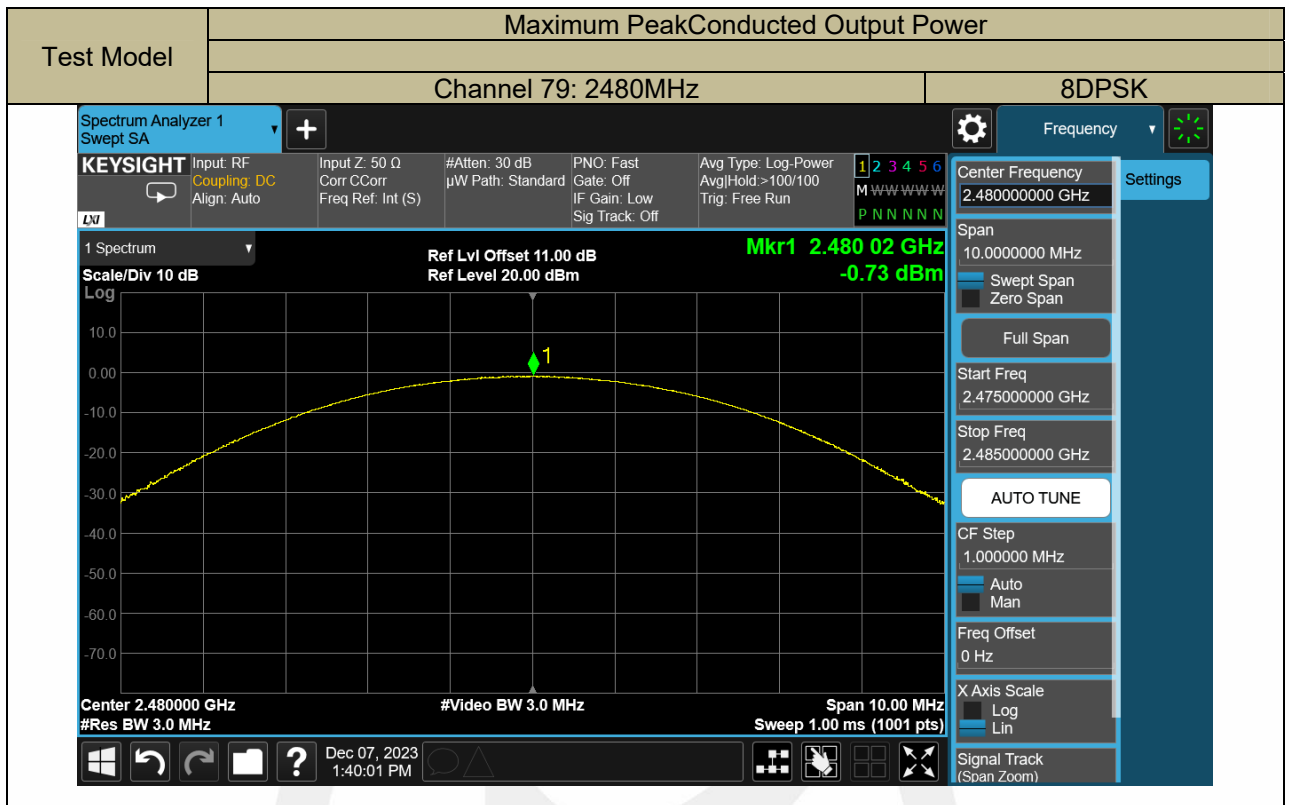 Test Model
Maximum PeakConducted Output Power
Channel 79: 2480MHz
8DPSK
Spectrum Analyzer 1
Swept SA
Frequency
KEYSIGHT
LXI
Input: RF
Coupling: DC
Align: Auto
Input Z: 50 Ω
Corr CCorr
Freq Ref: Int (S)
#Atten: 30 dB
µW Path: Standard
PNO: Fast
Gate: Off
IF Gain: Low
Sig Track: Off
Avg Type: Log-Power
Avg|Hold:>100/100
Trig: Free Run
1 2 3 4 5 6
M W W W W W
P N N N N N
1 Spectrum
Scale/Div 10 dB
Log
Ref Lvl Offset 11.00 dB
Ref Level 20.00 dBm
Mkr1 2.480 02 GHz
-0.73 dBm
10.0
0.00
-10.0
-20.0
-30.0
-40.0
-50.0
-60.0
-70.0
1
Center 2.480000 GHz
#Res BW 3.0 MHz
#Video BW 3.0 MHz
Span 10.00 MHz
Sweep 1.00 ms (1001 pts)
Center Frequency
2.480000000 GHz
Settings
Span
10.0000000 MHz
Swept Span
Zero Span
Full Span
Start Freq
2.475000000 GHz
Stop Freq
2.485000000 GHz
AUTO TUNE
CF Step
1.000000 MHz
Auto
Man
Freq Offset
0 Hz
X Axis Scale
Log
Lin
Signal Track
(Span Zoom)
?
Dec 07, 2023
1:40:01 PM